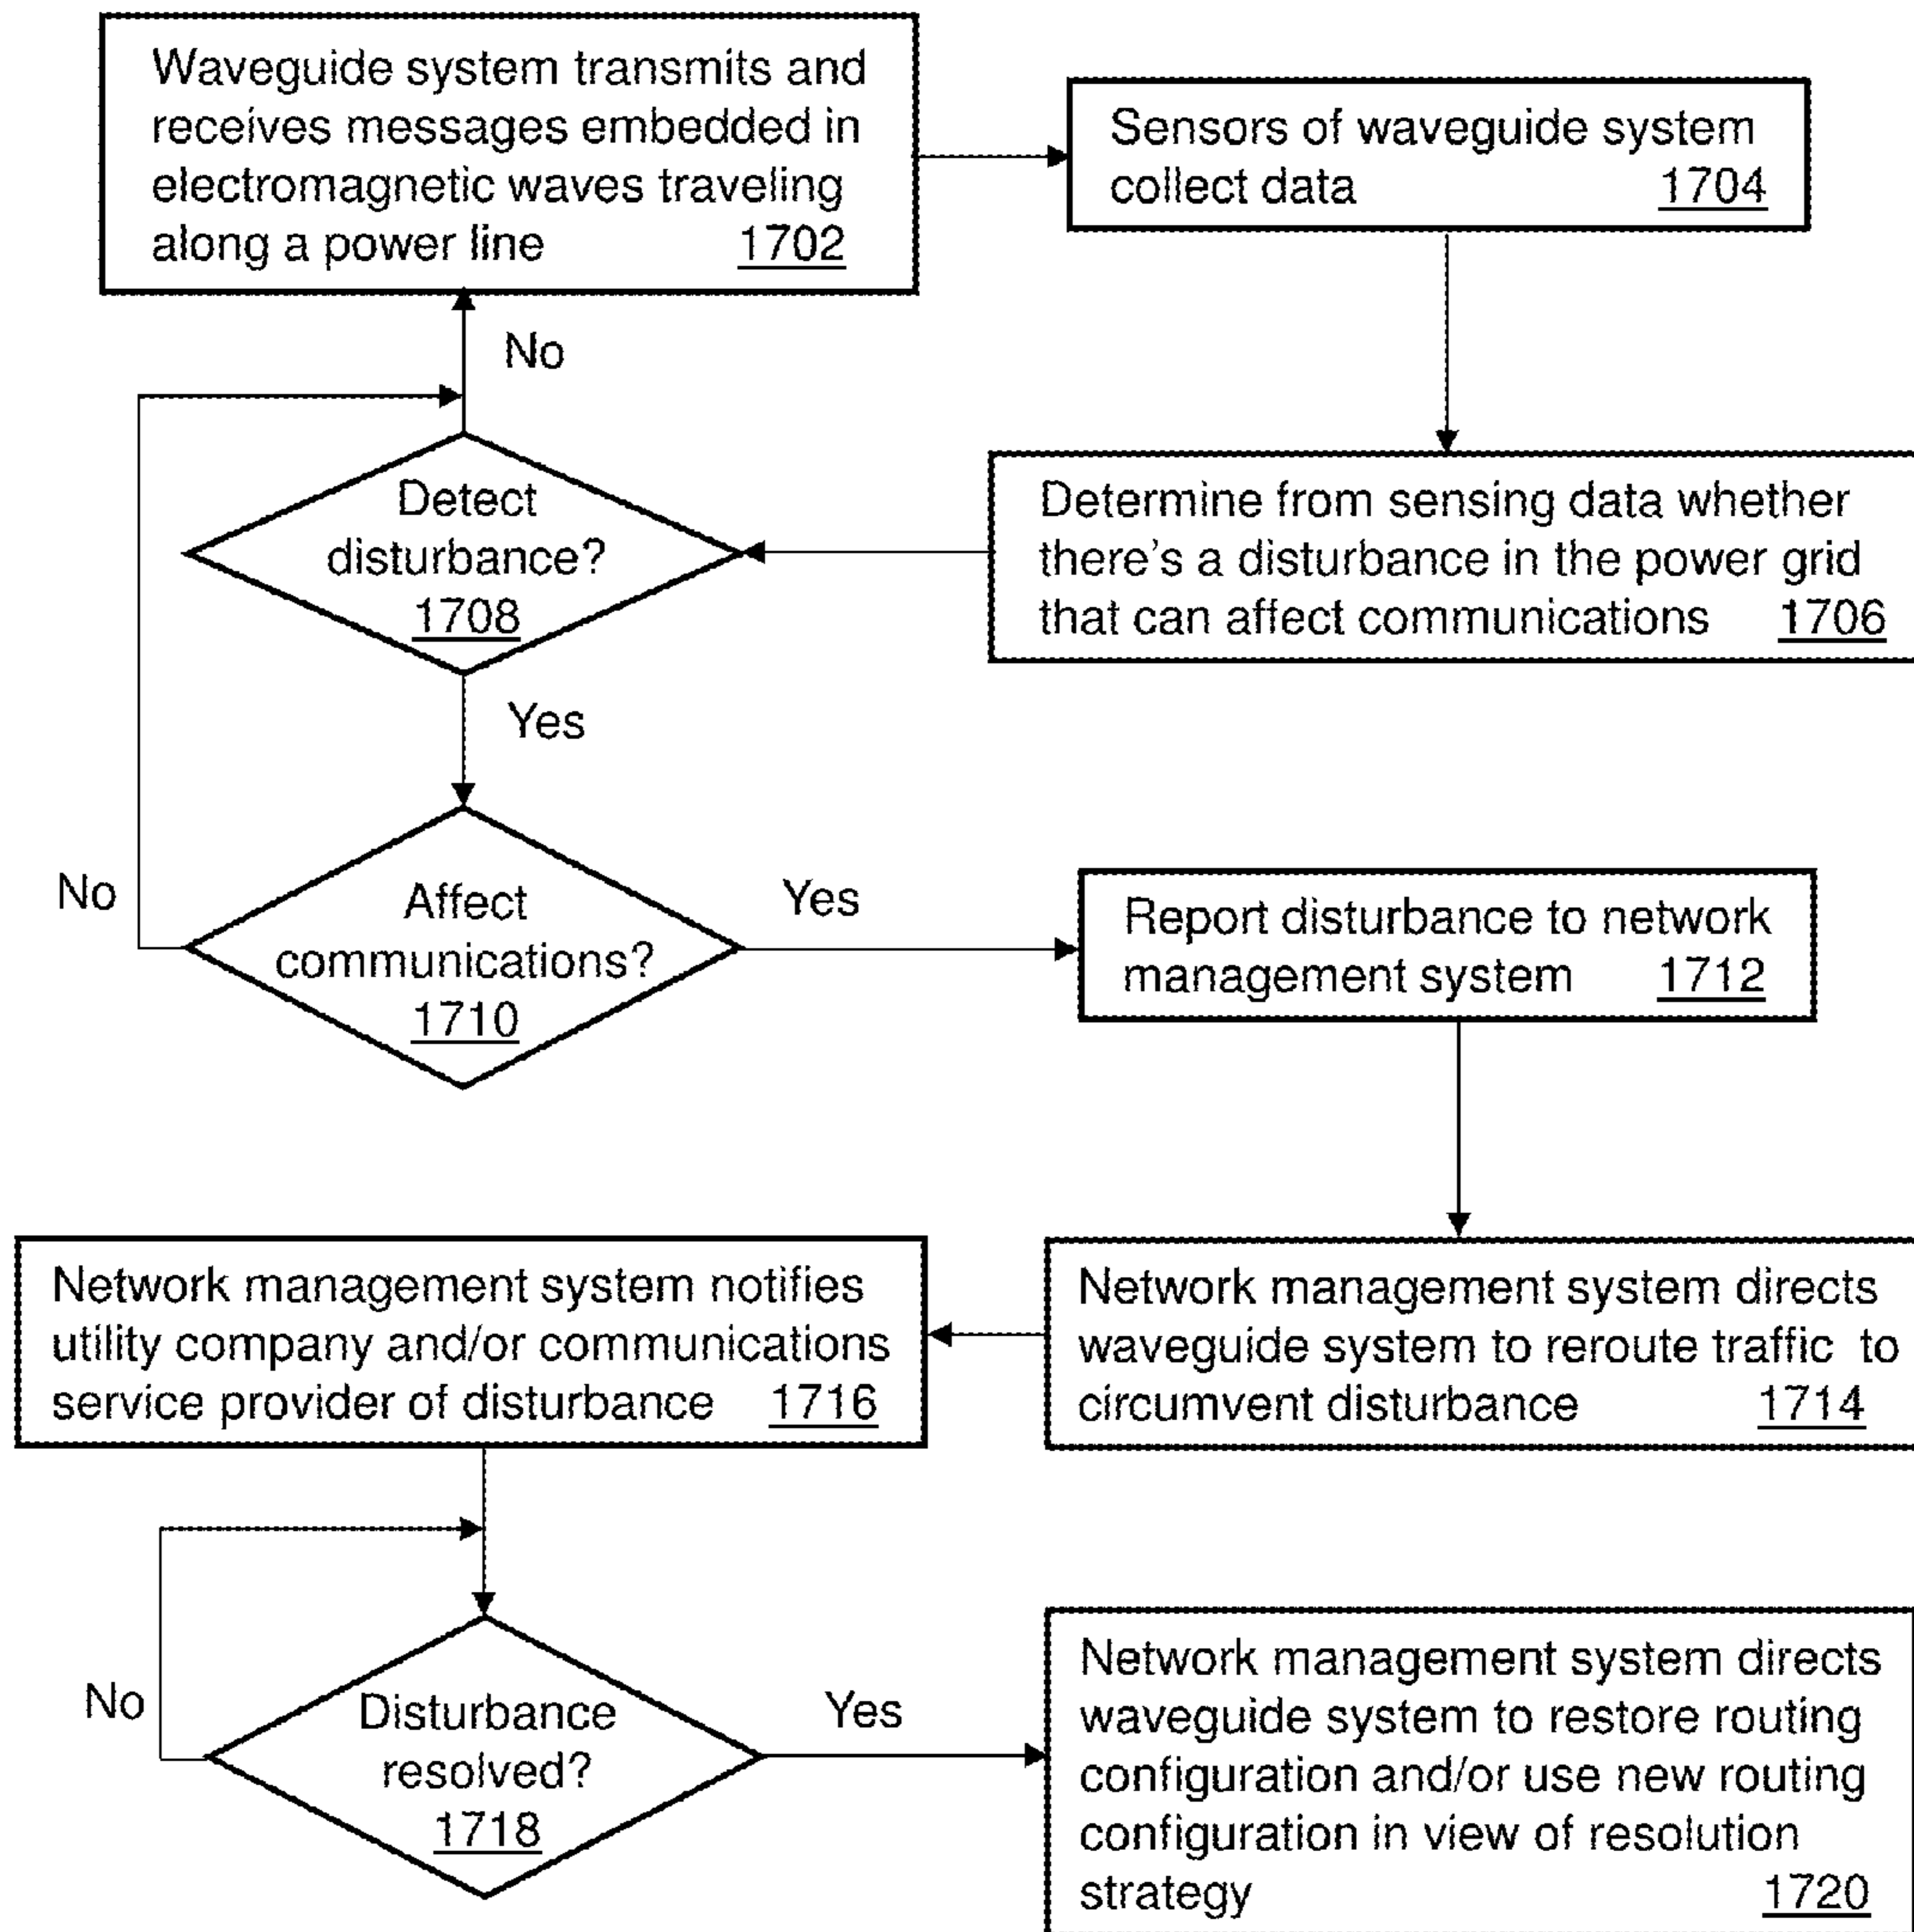 Waveguide system transmits and
receives messages embedded in
electromagnetic waves traveling
along a power line 1702
Sensors of waveguide system
collect data 1704
No
Detect
disturbance?
1708
Determine from sensing data whether
there's a disturbance in the power grid
that can affect communications 1706
Yes
No
Affect
communications?
1710
Yes
Report disturbance to network
management system 1712
Network management system notifies
utility company and/or communications
service provider of disturbance 1716
Network management system directs
waveguide system to reroute traffic to
circumvent disturbance 1714
No
Disturbance
resolved?
1718
Yes
Network management system directs
waveguide system to restore routing
configuration and/or use new routing
configuration in view of resolution
strategy 1720